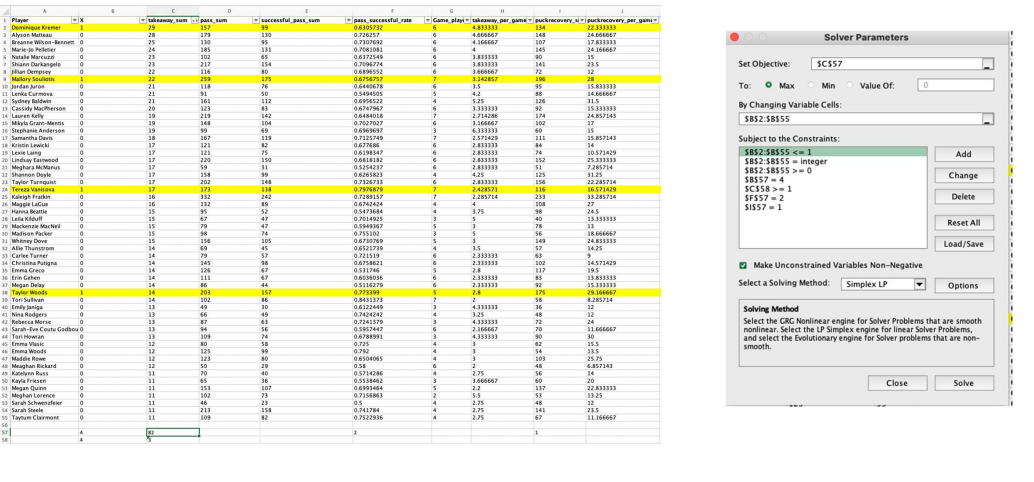 A B C D E F G H I J
1 Player X takeaway_sum pass_sum successful_pass_sum pass_successful_rate Game_playe takeaway_per_game puckrecovery_s puckrecovery_per_game
2 Dominique Kremer 1 29 157 99 0.6305732 6 4.833333 134 22.333333
3 Alyson Matteau 0 28 179 130 0.726257 6 4.666667 148 24.666667
4 Breanne Wilson-Bennett 0 25 130 95 0.7307692 6 4.166667 107 17.833333
5 Marie-Jo Pelletier 0 24 185 131 0.7081081 6 4 145 24.166667
6 Natalie Marcuzzi 0 23 102 65 0.6372549 6 3.833333 90 15
7 Shiann Darkangelo 0 23 217 154 0.7096774 6 3.833333 141 23.5
8 Jillian Dempsey 0 22 116 80 0.6896552 6 3.666667 72 12
9 Mallory Souliotis 1 22 259 175 0.6756757 7 3.142857 196 28
10 Jordan Juron 0 21 118 76 0.6440678 6 3.5 95 15.833333
11 Lenka Curmova 0 21 91 50 0.5494505 5 4.2 88 14.666667
12 Sydney Baldwin 0 21 161 112 0.6956522 4 5.25 126 31.5
13 Cassidy MacPherson 0 20 123 83 0.6747967 6 3.333333 92 15.333333
14 Lauren Kelly 0 19 219 142 0.6484018 7 2.714286 174 24.857143
15 Mikyla Grant-Mentis 0 19 148 104 0.7027027 6 3.166667 102 17
16 Stephanie Anderson 0 19 99 69 0.6969697 3 6.333333 60 15
17 Samantha Davis 0 18 167 119 0.7125749 7 2.571429 111 15.857143
18 Kristin Lewicki 0 17 121 82 0.677686 6 2.833333 84 14
19 Lexie Laing 0 17 121 75 0.6198347 6 2.833333 74 10.571429
20 Lindsay Eastwood 0 17 220 150 0.6818182 6 2.833333 152 25.333333
21 Meghara McManus 0 17 59 31 0.5254237 6 2.833333 51 7.285714
22 Shannon Doyle 0 17 158 99 0.6265823 4 4.25 125 31.25
23 Taylor Turnquist 0 17 202 148 0.7326733 6 2.833333 156 22.285714
24 Tereza Vanisova 1 17 173 138 0.7976879 7 2.428571 116 16.571429
25 Kaleigh Fratkin 0 16 332 242 0.7289157 7 2.285714 233 33.285714
26 Maggie LaGue 0 16 132 89 0.6742424 4 4 108 27
27 Hanna Beattie 0 15 95 52 0.5473684 4 3.75 98 24.5
28 Leila Kilduff 0 15 67 47 0.7014925 5 3 40 13.333333
29 Mackenzie MacNeil 0 15 79 47 0.5949367 5 3 78 13
30 Madison Packer 0 15 98 74 0.755102 3 5 56 18.666667
31 Whitney Dove 0 15 156 105 0.6730769 5 3 149 24.833333
32 Allie Thunstrom 0 14 69 45 0.6521739 4 3.5 57 14.25
33 Carlee Turner 0 14 79 57 0.721519 6 2.333333 63 9
34 Christina Putigna 0 14 145 98 0.6758621 6 2.333333 102 14.571429
35 Emma Greco 0 14 126 67 0.531746 5 2.8 117 19.5
36 Erin Gehen 0 14 111 67 0.6036036 6 2.333333 83 13.833333
37 Megan Delay 0 14 86 44 0.5116279 6 2.333333 92 15.333333
38 Taylor Woods 1 14 203 157 0.773399 5 2.8 175 29.166667
39 Tori Sullivan 0 14 102 86 0.8431373 7 2 58 8.285714
40 Emily Janiga 0 13 49 30 0.6122449 3 4.333333 36 12
41 Nina Rodgers 0 13 66 49 0.7424242 4 3.25 48 12
42 Rebecca Morse 0 13 87 63 0.7241379 3 4.333333 72 24
43 Sarah-Eve Coutu Godbou 0 13 94 56 0.5957447 6 2.166667 70 11.666667
44 Tori Howran 0 13 109 74 0.6788991 3 4.333333 90 30
45 Emma Vlasic 0 12 80 58 0.725 4 3 62 15.5
46 Emma Woods 0 12 125 99 0.792 4 3 54 13.5
47 Maddie Rowe 0 12 123 80 0.6504065 4 3 103 25.75
48 Meaghan Rickard 0 12 50 29 0.58 6 2 48 6.857143
49 Katelynn Russ 0 11 70 40 0.5714286 4 2.75 56 14
50 Kayla Friesen 0 11 65 36 0.5538462 3 3.666667 60 20
51 Megan Quinn 0 11 153 107 0.6993464 5 2.2 137 22.833333
52 Meghan Lorence 0 11 102 73 0.7156863 2 5.5 53 13.25
53 Sarah Schwenzfeier 0 11 46 23 0.5 4 2.75 48 12
54 Sarah Steele 0 11 213 158 0.741784 4 2.75 141 23.5
55 Taytum Clairmont 0 11 109 82 0.7522936 4 2.75 67 11.166667
56
57 4 82 2 1
58 4 3
Solver Parameters
Set Objective: $C$57
To: Max Min Value Of: 0
By Changing Variable Cells:
$B$2:$B$55
Subject to the Constraints:
$B$2:$B$55 <= 1
$B$2:$B$55 = integer
$B$2:$B$55 >= 0
$B$57 = 4
$C$58 >= 1
$F$57 = 2
$I$57 = 1
Add
Change
Delete
Reset All
Load/Save
Make Unconstrained Variables Non-Negative
Select a Solving Method: Simplex LP Options
Solving Method
Select the GRG Nonlinear engine for Solver Problems that are smooth
nonlinear. Select the LP Simplex engine for linear Solver Problems,
and select the Evolutionary engine for Solver problems that are non-
smooth.
Close Solve